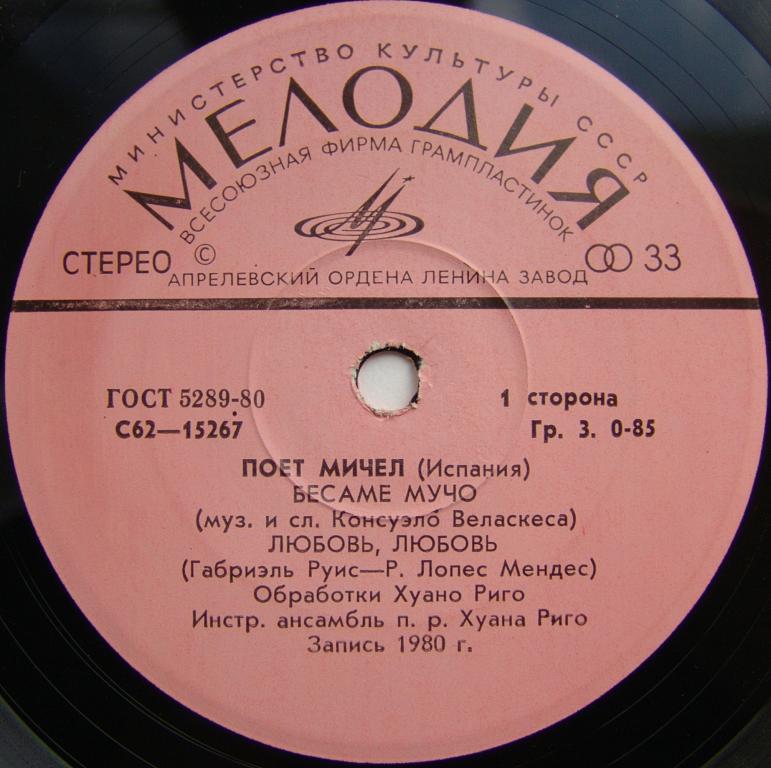 МИНИСТЕРСТВО КУЛЬТУРЫ СССР
МЕЛОДИЯ
ВСЕСОЮЗНАЯ ФИРМА ГРАМПЛАСТИНОК
СТЕРЕО © 33
АПРЕЛЕВСКИЙ ОРДЕНА ЛЕНИНА ЗАВОД
ГОСТ 5289-80 1 сторона
С62—15267 Гр. 3. 0-85
ПОЕТ МИЧЕЛ (Испания)
БЕСАМЕ МУЧО
(муз. и сл. Консуэло Веласкеса)
ЛЮБОВЬ, ЛЮБОВЬ
(Габриэль Руис—Р. Лопес Мендес)
Обработки Хуано Риго
Инстр. ансамбль п. р. Хуана Риго
Запись 1980 г.